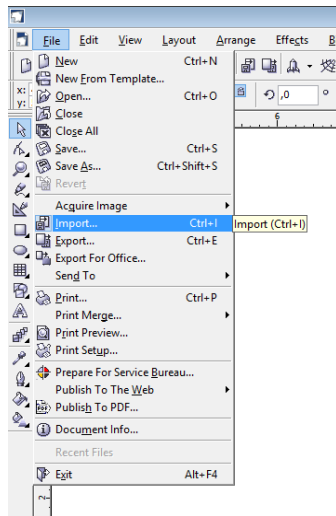 File Edit View Layout Arrange Effects B
New Ctrl+N
New From Template...
Open... Ctrl+O
Close
Close All
Save... Ctrl+S
Save As... Ctrl+Shift+S
Revert
Acquire Image
Import... Ctrl+I
Import (Ctrl+I)
Export... Ctrl+E
Export For Office...
Send To
Print... Ctrl+P
Print Merge...
Print Preview...
Print Setup...
Prepare For Service Bureau...
Publish To The Web
Publish To PDF...
Document Info...
Recent Files
Exit Alt+F4
x:
y:
,0 °
6
2